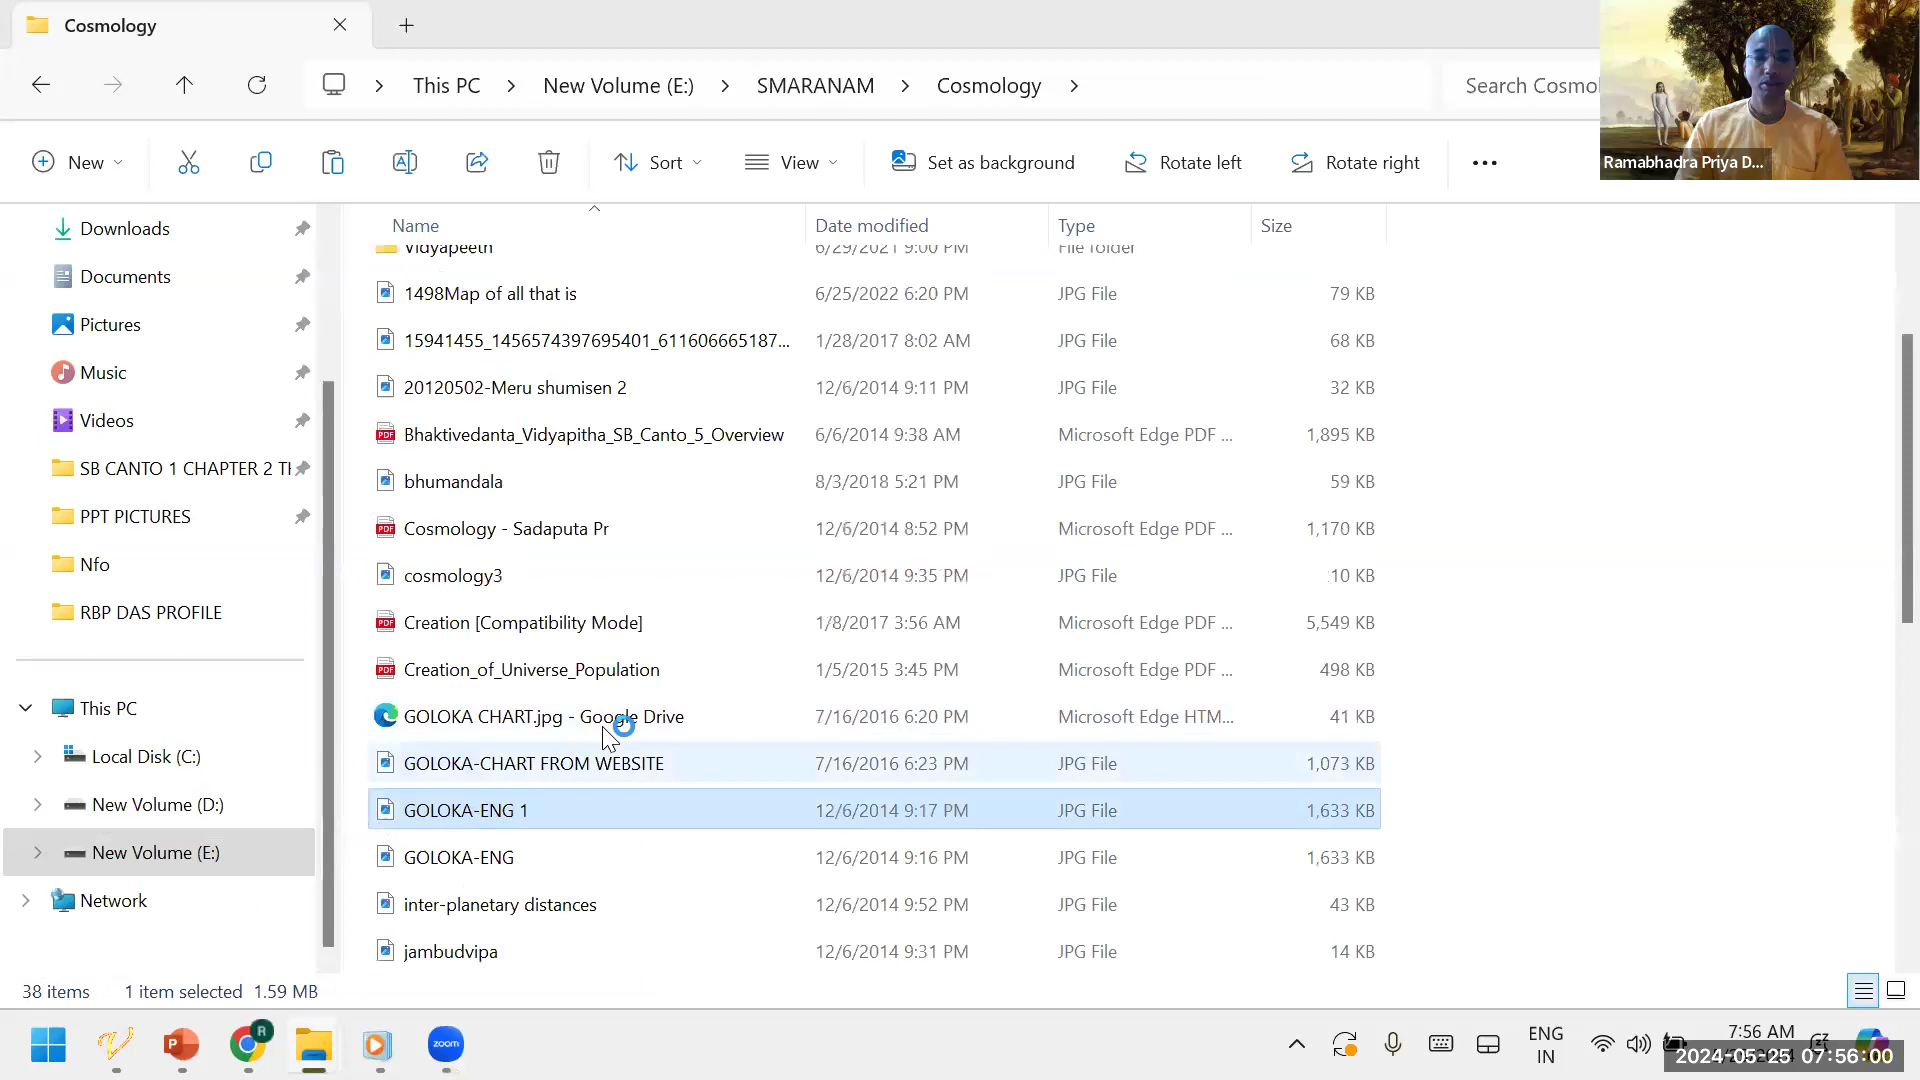 Cosmology
This PC
New Volume (E:)
SMARANAM
Cosmology
Search Cosmo
Ramabhadra Priya D...
New
Sort
View
Set as background
Rotate left
Rotate right
Downloads
Documents
Pictures
Music
Videos
SB CANTO 1 CHAPTER 2 TH
PPT PICTURES
Nfo
RBP DAS PROFILE
This PC
Local Disk (C:)
New Volume (D:)
New Volume (E:)
Network
Name Date modified Type Size
Vidyapeeth 6/29/2021 9:00 PM File folder
1498Map of all that is 6/25/2022 6:20 PM JPG File 79 KB
15941455_1456574397695401_611606665187... 1/28/2017 8:02 AM JPG File 68 KB
20120502-Meru shumisen 2 12/6/2014 9:11 PM JPG File 32 KB
Bhaktivedanta_Vidyapitha_SB_Canto_5_Overview 6/6/2014 9:38 AM Microsoft Edge PDF ... 1,895 KB
bhumandala 8/3/2018 5:21 PM JPG File 59 KB
Cosmology - Sadaputa Pr 12/6/2014 8:52 PM Microsoft Edge PDF ... 1,170 KB
cosmology3 12/6/2014 9:35 PM JPG File 10 KB
Creation [Compatibility Mode] 1/8/2017 3:56 AM Microsoft Edge PDF ... 5,549 KB
Creation_of_Universe_Population 1/5/2015 3:45 PM Microsoft Edge PDF ... 498 KB
GOLOKA CHART.jpg - Google Drive 7/16/2016 6:20 PM Microsoft Edge HTM... 41 KB
GOLOKA-CHART FROM WEBSITE 7/16/2016 6:23 PM JPG File 1,073 KB
GOLOKA-ENG 1 12/6/2014 9:17 PM JPG File 1,633 KB
GOLOKA-ENG 12/6/2014 9:16 PM JPG File 1,633 KB
inter-planetary distances 12/6/2014 9:52 PM JPG File 43 KB
jambudvipa 12/6/2014 9:31 PM JPG File 14 KB
38 items 1 item selected 1.59 MB
zoom
ENG
IN
7:56 AM
2024-05-25 07:56:00